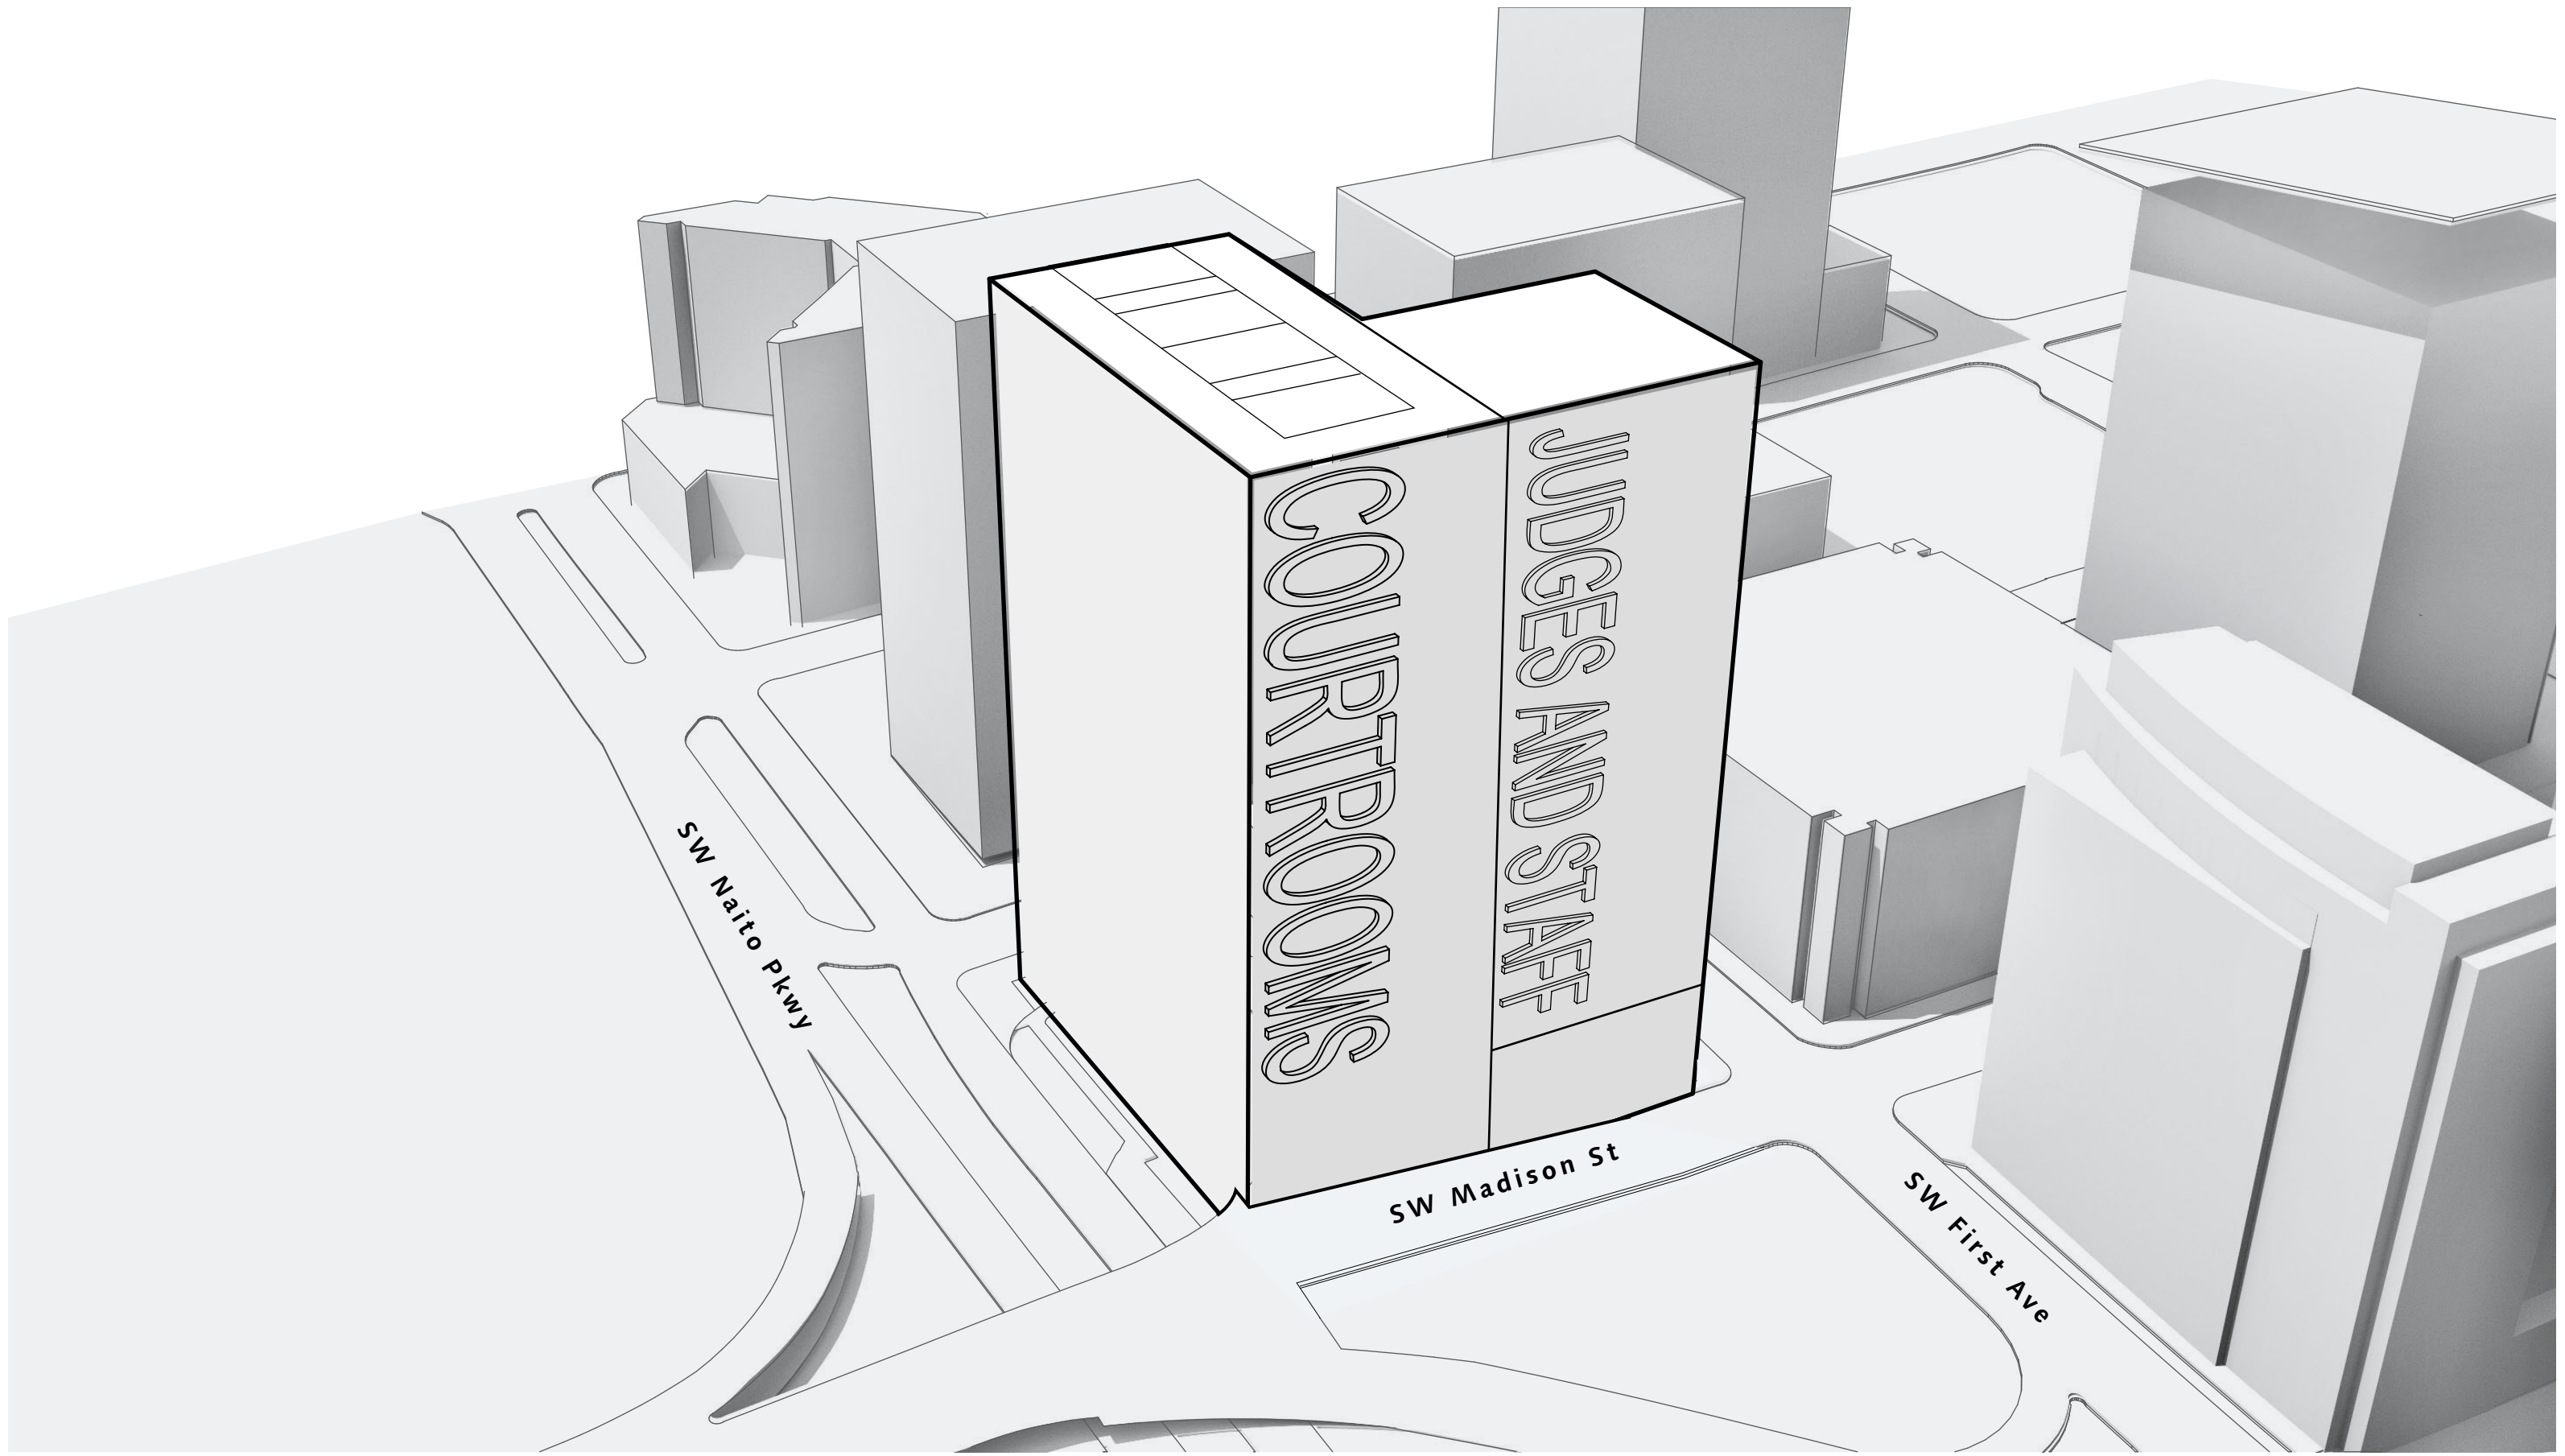 COURTROOMS
JUDGES AND STAFF
SW Naito Pkwy
SW Madison St
SW First Ave